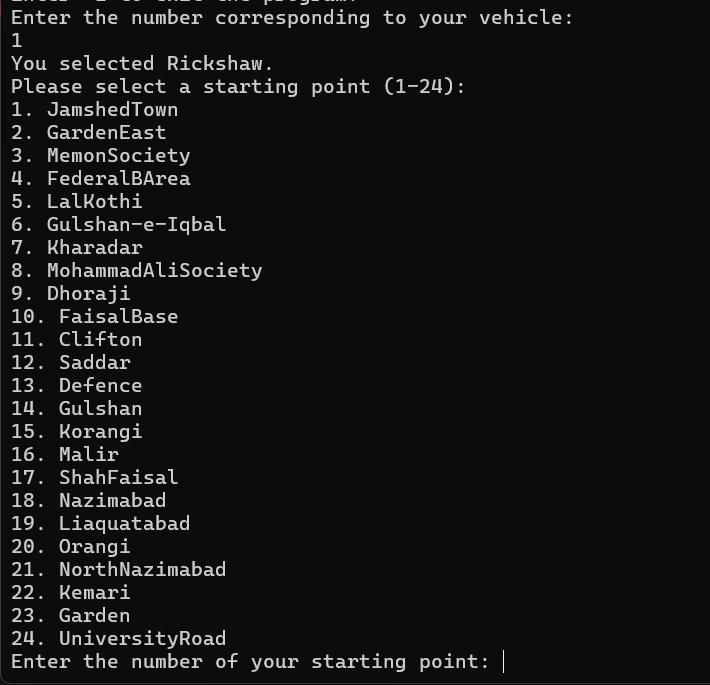 Enter the number corresponding to your vehicle:
1
You selected Rickshaw.
Please select a starting point (1-24):
1. JamshedTown
2. GardenEast
3. MemonSociety
4. FederalBArea
5. LalKothi
6. Gulshan-e-Iqbal
7. Kharadar
8. MohammadAliSociety
9. Dhoraji
10. FaisalBase
11. Clifton
12. Saddar
13. Defence
14. Gulshan
15. Korangi
16. Malir
17. ShahFaisal
18. Nazimabad
19. Liaquatabad
20. Orangi
21. NorthNazimabad
22. Kemari
23. Garden
24. UniversityRoad
Enter the number of your starting point: